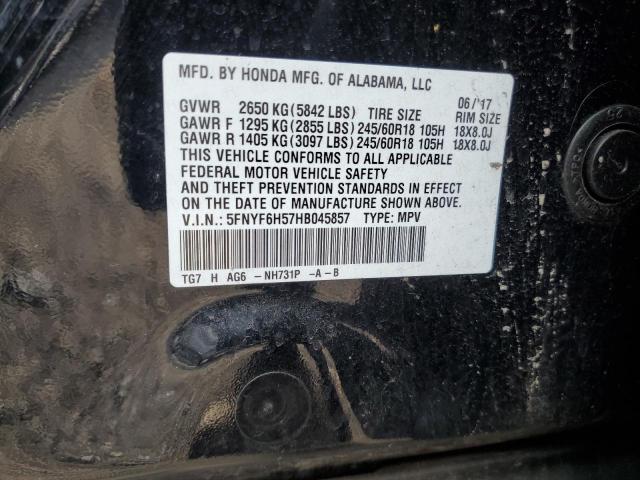 MFD. BY HONDA MFG. OF ALABAMA, LLC
06/'17
GVWR 2650 KG(5842 LBS) TIRE SIZE RIM SIZE
GAWR F 1295 KG(2855 LBS)245/60R18 105H 18X8.0J
GAWR R 1405 KG(3097 LBS)245/60R18 105H 18X8.0J
THIS VEHICLE CONFORMS TO ALL APPLICABLE
FEDERAL MOTOR VEHICLE SAFETY
AND THEFT PREVENTION STANDARDS IN EFFECT
ON THE DATE OF MANUFACTURE SHOWN ABOVE.
V.I.N.: 5FNYF6H57HB045857 TYPE: MPV
TG7 H AG6 -NH731P -A-B